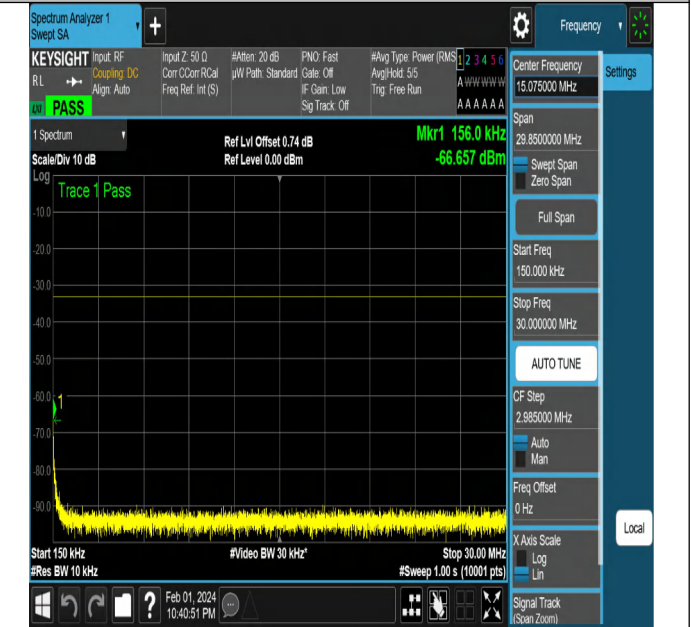 Spectrum Analyzer 1
Swept SA
+
Frequency
KEYSIGHT
RL
LXI
PASS
Input: RF
Coupling: DC
Align: Auto
Input Z: 50 Ω
Corr CCorr RCal
Freq Ref: Int (S)
#Atten: 20 dB
µW Path: Standard
PNO: Fast
Gate: Off
IF Gain: Low
Sig Track: Off
#Avg Type: Power (RMS
Avg|Hold: 5/5
Trig: Free Run
1 2 3 4 5 6
A W W W W W
A A A A A A
1 Spectrum
Scale/Div 10 dB
Ref Lvl Offset 0.74 dB
Ref Level 0.00 dBm
Mkr1 156.0 kHz
-66.657 dBm
Log
Trace 1 Pass
-10.0
-20.0
-30.0
-40.0
-50.0
-60.0
1
-70.0
-80.0
-90.0
Start 150 kHz
#Video BW 30 kHz*
Stop 30.00 MHz
#Res BW 10 kHz
#Sweep 1.00 s (10001 pts)
Feb 01, 2024
10:40:51 PM
?
Center Frequency
15.075000 MHz
Settings
Span
29.8500000 MHz
Swept Span
Zero Span
Full Span
Start Freq
150.000 kHz
Stop Freq
30.000000 MHz
AUTO TUNE
CF Step
2.985000 MHz
Auto
Man
Freq Offset
0 Hz
Local
X Axis Scale
Log
Lin
Signal Track
(Span Zoom)